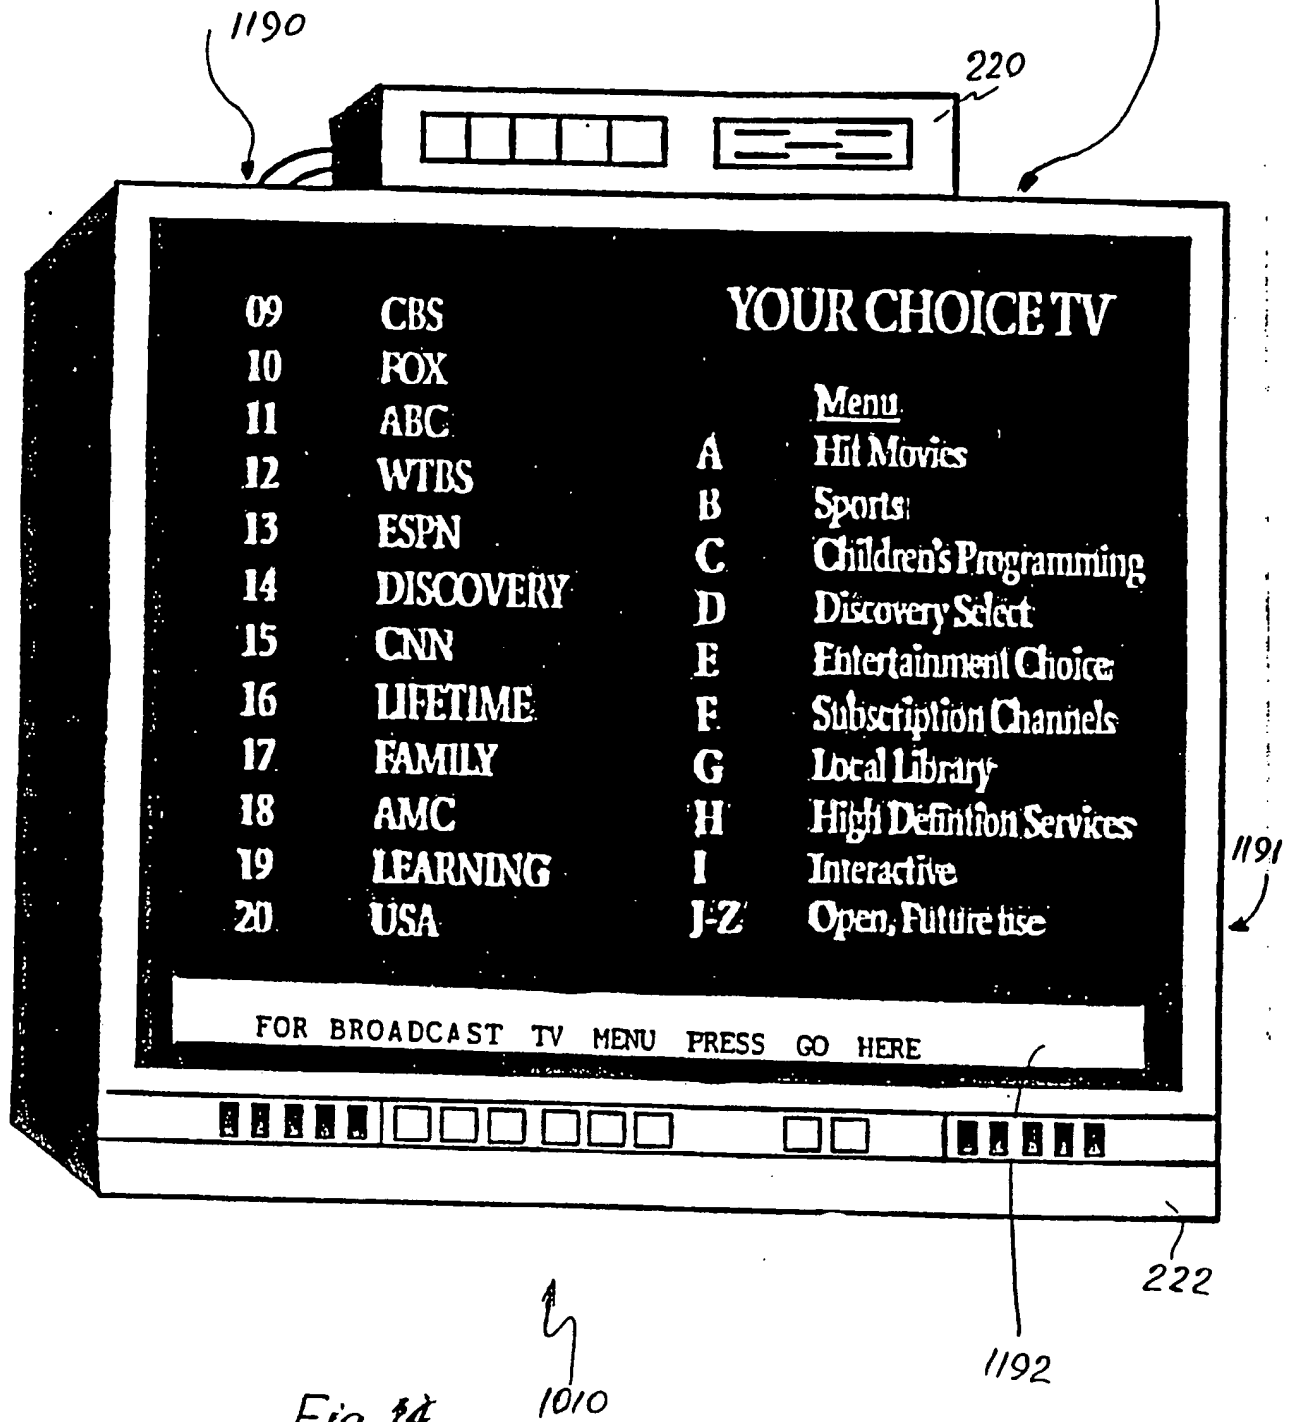 1190
220
09 CBS
10 FOX
11 ABC
12 WTBS
13 ESPN
14 DISCOVERY
15 CNN
16 LIFETIME
17 FAMILY
18 AMC
19 LEARNING
20 USA
YOUR CHOICE TV
Menu
A Hit Movies
B Sports
C Children's Programming
D Discovery Select
E Entertainment Choice
F Subscription Channels
G Local Library
H High Defintion Services
I Interactive
J-Z Open, Future use
1191
FOR BROADCAST TV MENU PRESS GO HERE
222
1192
1010
Fig.